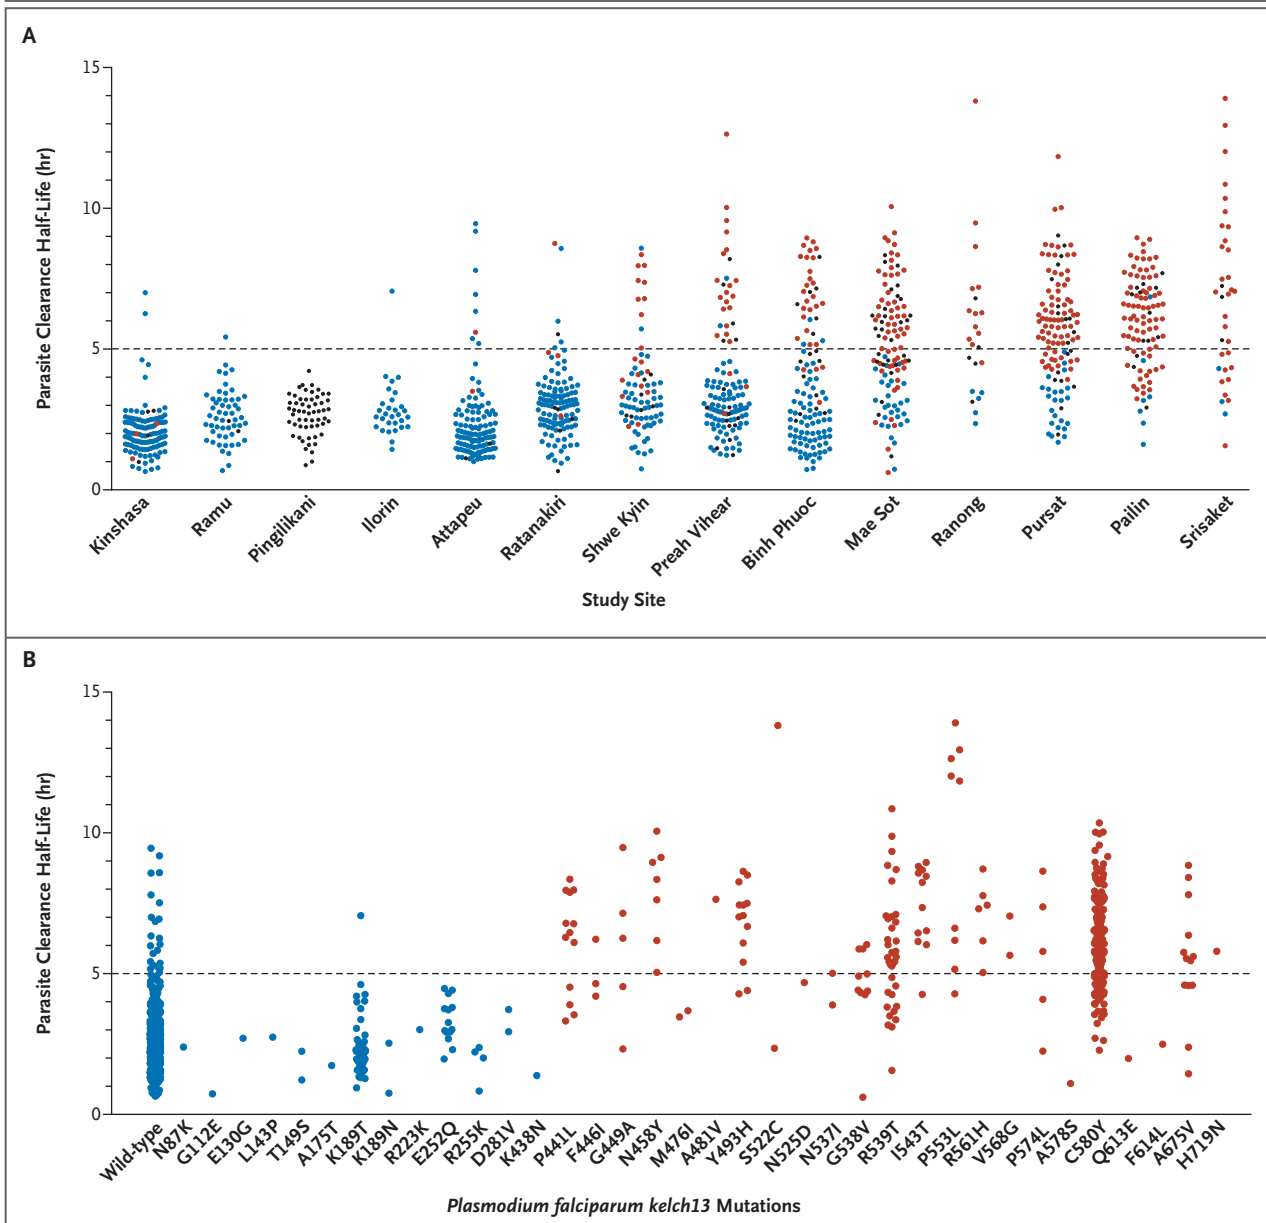 A
15
10
5
0
Parasite Clearance Half-Life (hr)
Kinshasa
Ramu
Pingilikani
Ilorin
Attapeu
Ratanakiri
Shwe Kyin
Preah Vihear
Binh Phuoc
Mae Sot
Ranong
Pursat
Pailin
Srisaket
Study Site
B
15
10
5
0
Parasite Clearance Half-Life (hr)
Wild-type
N87K
G112E
E130G
L143P
T149S
A175T
K189T
K189N
R223K
E252Q
R255K
D281V
K438N
P441L
F446I
G449A
N458Y
M476I
A481V
Y493H
S522C
N525D
N537I
G538V
R539T
I543T
P553L
R561H
V568G
P574L
A578S
C580Y
Q613E
F614L
A675V
H719N
Plasmodium falciparum kelch13 Mutations